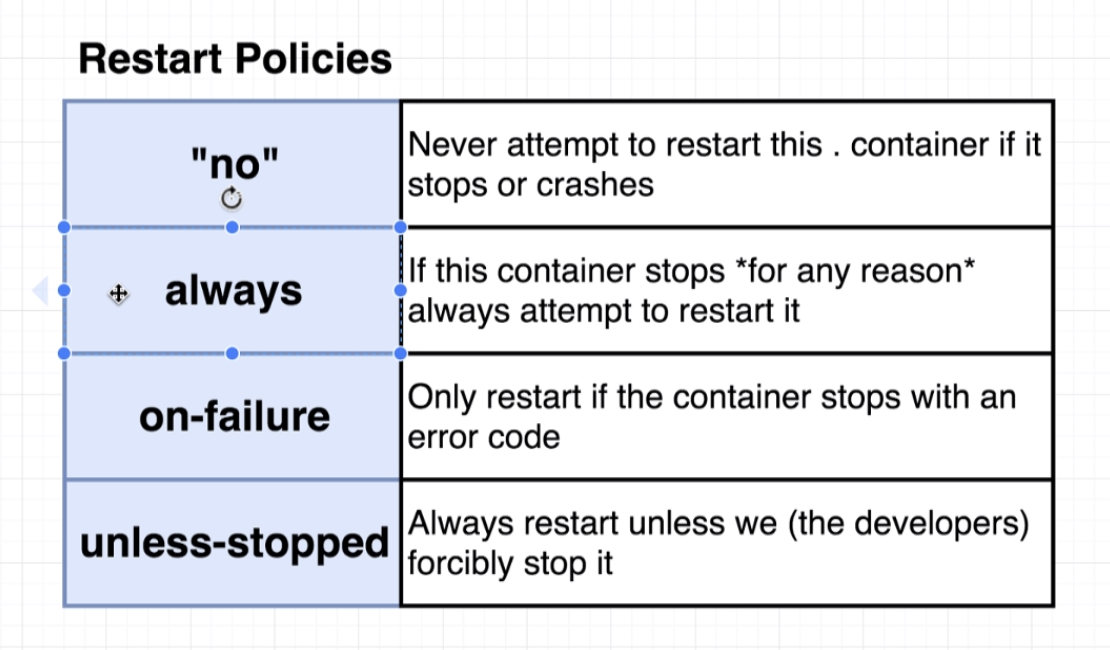 Restart Policies
"no"
Never attempt to restart this . container if it
stops or crashes
always
If this container stops *for any reason*
always attempt to restart it
on-failure
Only restart if the container stops with an
error code
unless-stopped
Always restart unless we (the developers)
forcibly stop it